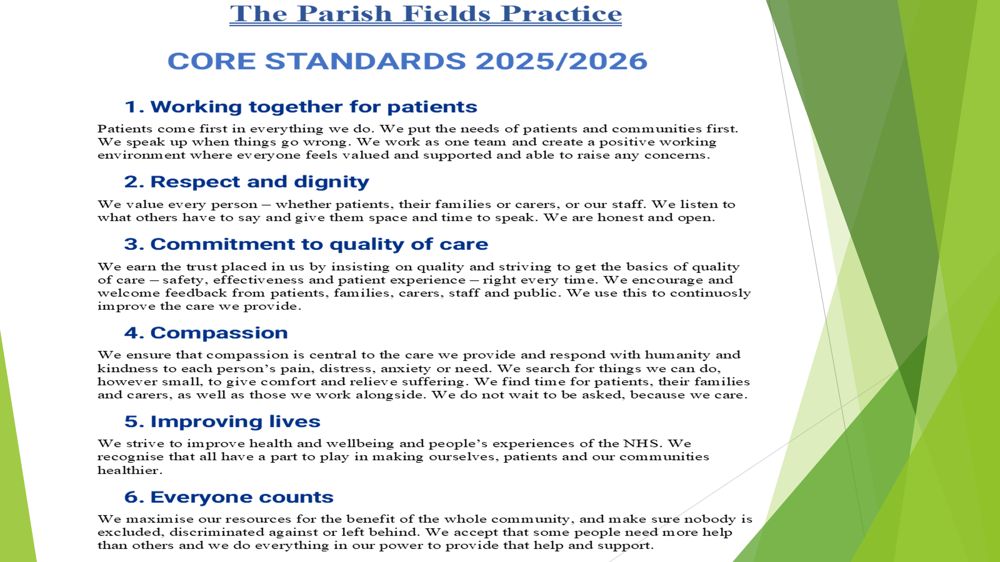 The Parish Fields Practice
CORE STANDARDS 2025/2026
1. Working together for patients
Patients come first in everything we do. We put the needs of patients and communities first.
We speak up when things go wrong. We work as one team and create a positive working
environment where everyone feels valued and supported and able to raise any concerns.
2. Respect and dignity
We value every person – whether patients, their families or carers, or our staff. We listen to
what others have to say and give them space and time to speak. We are honest and open.
3. Commitment to quality of care
We earn the trust placed in us by insisting on quality and striving to get the basics of quality
of care – safety, effectiveness and patient experience – right every time. We encourage and
welcome feedback from patients, families, carers, staff and public. We use this to continuosly
improve the care we provide.
4. Compassion
We ensure that compassion is central to the care we provide and respond with humanity and
kindness to each person’s pain, distress, anxiety or need. We search for things we can do,
however small, to give comfort and relieve suffering. We find time for patients, their families
and carers, as well as those we work alongside. We do not wait to be asked, because we care.
5. Improving lives
We strive to improve health and wellbeing and people’s experiences of the NHS. We
recognise that all have a part to play in making ourselves, patients and our communities
healthier.
6. Everyone counts
We maximise our resources for the benefit of the whole community, and make sure nobody is
excluded, discriminated against or left behind. We accept that some people need more help
than others and we do everything in our power to provide that help and support.